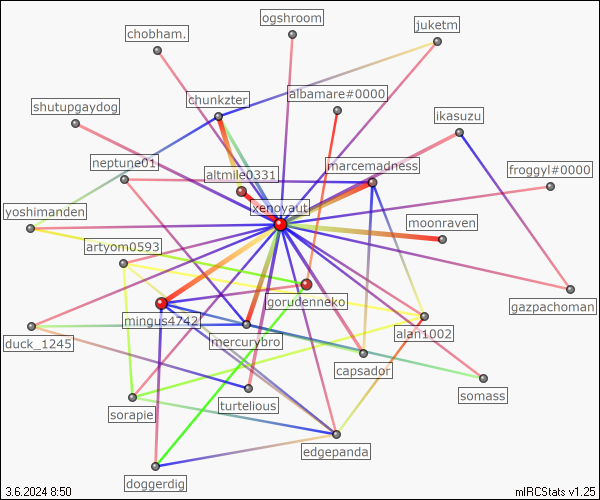 ogshroom
juketm
chobham.
chunkzter
albamare#0000
shutupgaydog
ikasuzu
neptune01
altmile0331
marcemadness
froggyl#0000
yoshimanden
xenoyaut
moonraven
artyom0593
gorudenneko
gazpachoman
mingus4742
mercurybro
alan1002
duck_1245
capsador
somass
turtelious
sorapie
edgepanda
doggerdig
3.6.2024 8:50
mIRCStats v1.25